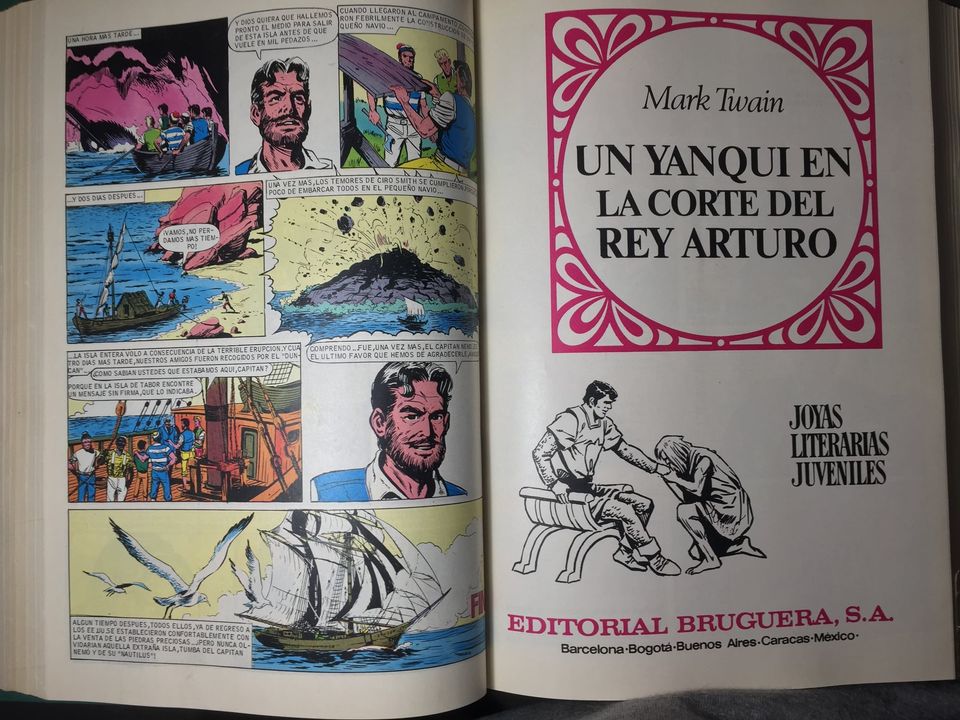 UNA HORA MAS TARDE...
Y DIOS QUIERA QUE HALLEMOS
PRONTO EL MEDIO PARA SALIR
DE ESTA ISLA ANTES DE QUE
VUELE EN MIL PEDAZOS...
CUANDO LLEGARON AL CAMPAMENTO
RON FEBRILMENTE LA CONSTRUCCION
QUEÑO NAVIO...
...Y DOS DIAS DESPUES...
¡VAMOS, NO PER-
DAMOS MAS TIEM-
PO!
UNA VEZ MAS, LOS TEMORES DE CIRO SMITH SE CUMPLIERON,
POCO DE EMBARCAR TODOS EN EL PEQUEÑO NAVIO...
...LA ISLA ENTERA VOLO A CONSECUENCIA DE LA TERRIBLE ERUPCION, Y CUA
TRO DIAS MAS TARDE, NUESTROS AMIGOS FUERON RECOGIDOS POR EL "DUN-
CAN"...
¿COMO SABIAN USTEDES QUE ESTABAMOS AQUI, CAPITAN?
PORQUE EN LA ISLA DE TABOR ENCONTRE
UN MENSAJE SIN FIRMA, QUE LO INDICABA...
COMPRENDO... FUE, UNA VEZ MAS, EL CAPITAN NEMO. ES
EL ULTIMO FAVOR QUE HEMOS DE AGRADECERLE,
ALGUN TIEMPO DESPUES, TODOS ELLOS, YA DE REGRESO A
LOS EE.UU. SE ESTABLECIERON CONFORTABLEMENTE CON
LA VENTA DE LAS PIEDRAS PRECIOSAS... ¡PERO NUNCA OL-
VIDARIAN AQUELLA EXTRAÑA ISLA, TUMBA DEL CAPITAN
NEMO Y DE SU "NAUTILUS"!
Mark Twain
UN YANQUI EN
LA CORTE DEL
REY ARTURO
JOYAS
LITERARIAS
JUVENILES
EDITORIAL BRUGUERA, S.A.
Barcelona·Bogotá·Buenos Aires·Caracas·México·